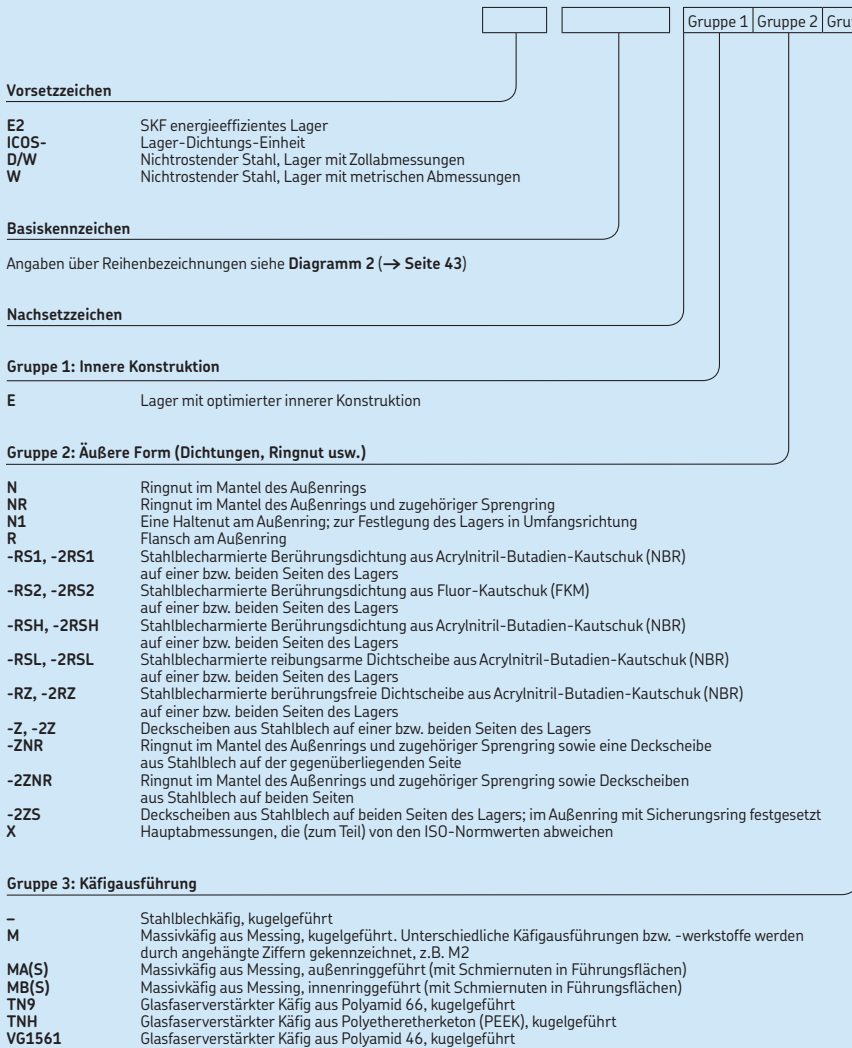 Gruppe 1 Gruppe 2 Gru
Vorsetzzeichen
E2 SKF energieeffizientes Lager
ICOS- Lager-Dichtungs-Einheit
D/W Nichtrostender Stahl, Lager mit Zollabmessungen
W Nichtrostender Stahl, Lager mit metrischen Abmessungen
Basiskennzeichen
Angaben über Reihenbezeichnungen siehe Diagramm 2 (→ Seite 43)
Nachsetzzeichen
Gruppe 1: Innere Konstruktion
E Lager mit optimierter innerer Konstruktion
Gruppe 2: Äußere Form (Dichtungen, Ringnut usw.)
N Ringnut im Mantel des Außenrings
NR Ringnut im Mantel des Außenrings und zugehöriger Sprengring
N1 Eine Haltenut am Außenring; zur Festlegung des Lagers in Umfangsrichtung
R Flansch am Außenring
-RS1, -2RS1 Stahlblecharmierte Berührungsdichtung aus Acrylnitril-Butadien-Kautschuk (NBR)
auf einer bzw. beiden Seiten des Lagers
-RS2, -2RS2 Stahlblecharmierte Berührungsdichtung aus Fluor-Kautschuk (FKM)
auf einer bzw. beiden Seiten des Lagers
-RSH, -2RSH Stahlblecharmierte Berührungsdichtung aus Acrylnitril-Butadien-Kautschuk (NBR)
auf einer bzw. beiden Seiten des Lagers
-RSL, -2RSL Stahlblecharmierte reibungsarme Dichtscheibe aus Acrylnitril-Butadien-Kautschuk (NBR)
auf einer bzw. beiden Seiten des Lagers
-RZ, -2RZ Stahlblecharmierte berührungsfreie Dichtscheibe aus Acrylnitril-Butadien-Kautschuk (NBR)
auf einer bzw. beiden Seiten des Lagers
-Z, -2Z Deckscheiben aus Stahlblech auf einer bzw. beiden Seiten des Lagers
-ZNR Ringnut im Mantel des Außenrings und zugehöriger Sprengring sowie eine Deckscheibe
aus Stahlblech auf der gegenüberliegenden Seite
-2ZNR Ringnut im Mantel des Außenrings und zugehöriger Sprengring sowie Deckscheiben
aus Stahlblech auf beiden Seiten
-2ZS Deckscheiben aus Stahlblech auf beiden Seiten des Lagers; im Außenring mit Sicherungsring festgesetzt
X Hauptabmessungen, die (zum Teil) von den ISO-Normwerten abweichen
Gruppe 3: Käfigausführung
– Stahlblechkäfig, kugelgeführt
M Massivkäfig aus Messing, kugelgeführt. Unterschiedliche Käfigausführungen bzw. -werkstoffe werden
durch angehängte Ziffern gekennzeichnet, z.B. M2
MA(S) Massivkäfig aus Messing, außenringgeführt (mit Schmiernuten in Führungsflächen)
MB(S) Massivkäfig aus Messing, innenringgeführt (mit Schmiernuten in Führungsflächen)
TN9 Glasfaserverstärkter Käfig aus Polyamid 66, kugelgeführt
TNH Glasfaserverstärkter Käfig aus Polyetheretherketon (PEEK), kugelgeführt
VG1561 Glasfaserverstärkter Käfig aus Polyamid 46, kugelgeführt